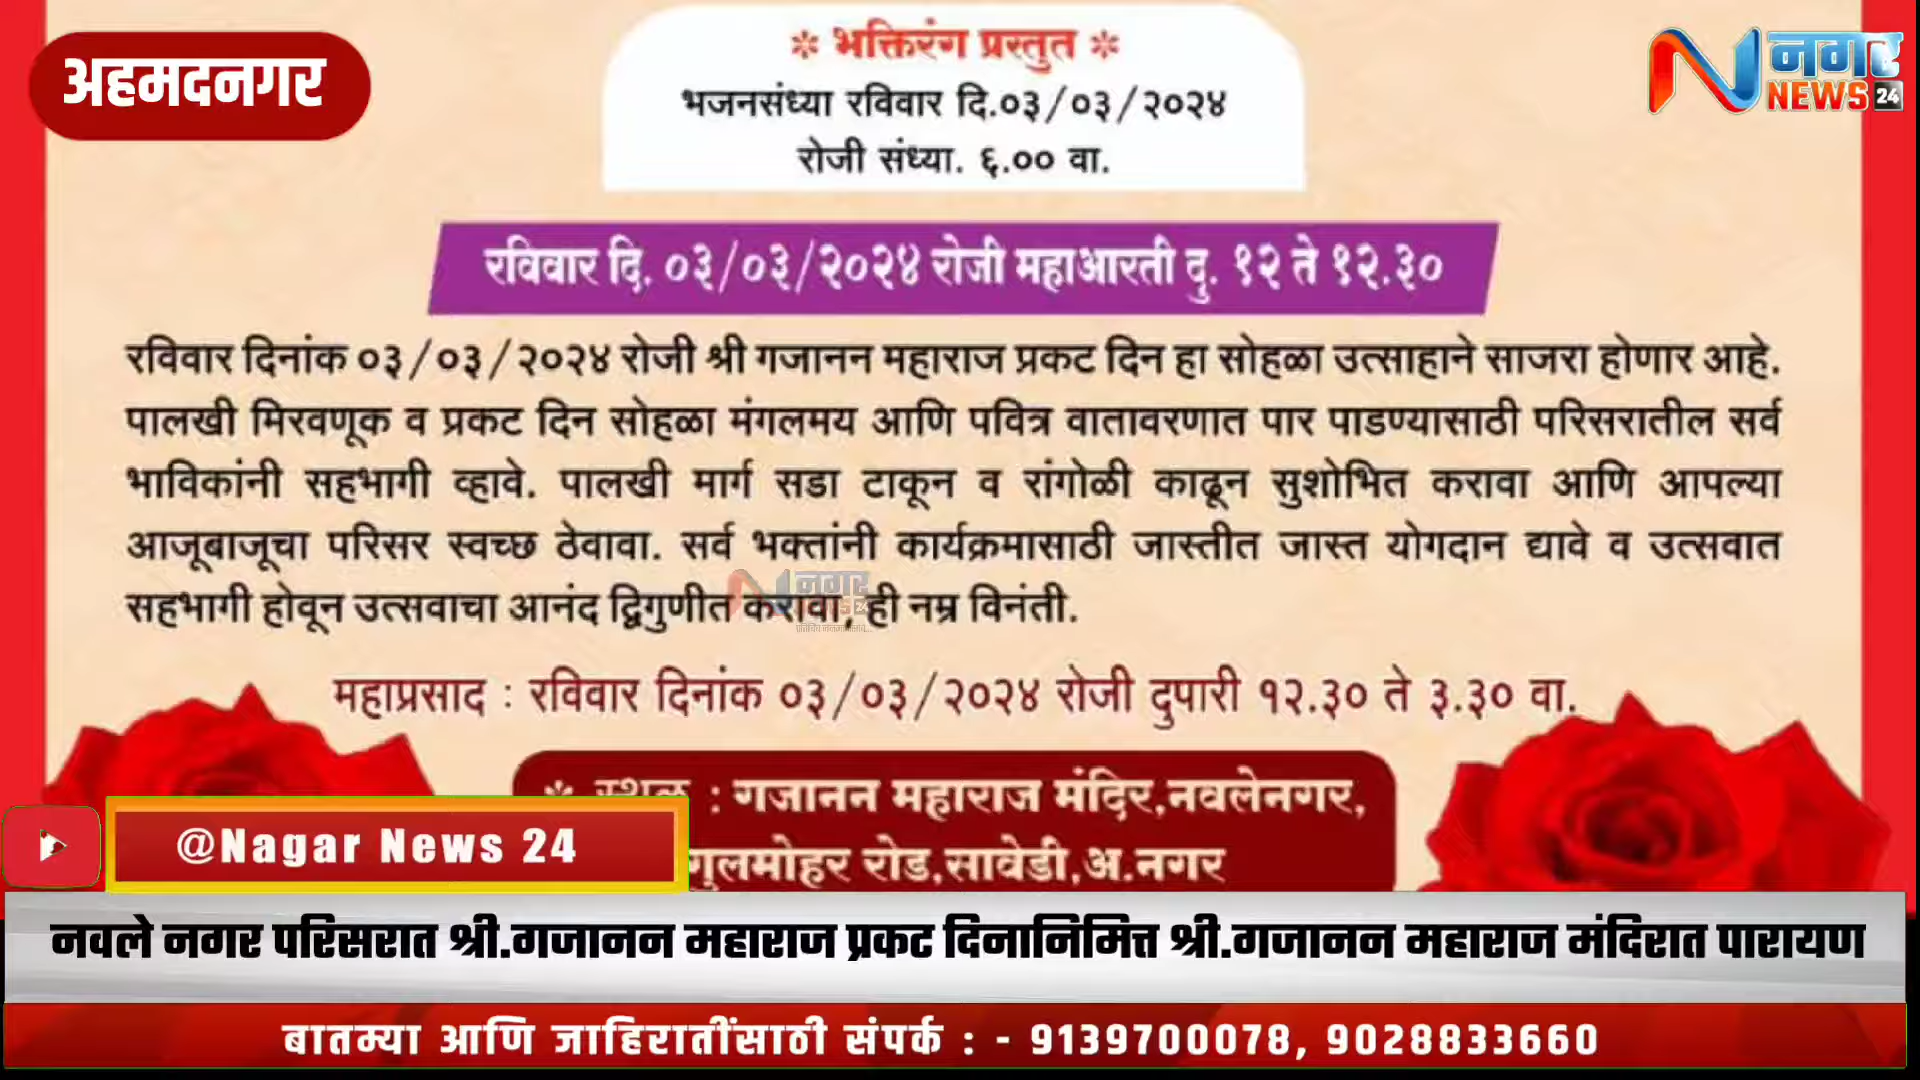 अहमदनगर
नगर
NEWS 24
❊ भक्तिरंग प्रस्तुत ❊
भजनसंध्या रविवार दि.०३/०३/२०२४
रोजी संध्या. ६.०० वा.
रविवार दि. ०३/०३/२०२४ रोजी महाआरती दु. १२ ते १२.३०
रविवार दिनांक ०३/०३/२०२४ रोजी श्री गजानन महाराज प्रकट दिन हा सोहळा उत्साहाने साजरा होणार आहे.
पालखी मिरवणूक व प्रकट दिन सोहळा मंगलमय आणि पवित्र वातावरणात पार पाडण्यासाठी परिसरातील सर्व
भाविकांनी सहभागी व्हावे. पालखी मार्ग सडा टाकून व रांगोळी काढून सुशोभित करावा आणि आपल्या
आजूबाजूचा परिसर स्वच्छ ठेवावा. सर्व भक्तांनी कार्यक्रमासाठी जास्तीत जास्त योगदान द्यावे व उत्सवात
सहभागी होवून उत्सवाचा आनंद द्विगुणीत करावा, ही नम्र विनंती.
नगर
NEWS 24
महाप्रसाद : रविवार दिनांक ०३/०३/२०२४ रोजी दुपारी १२.३० ते ३.३० वा.
❊ स्थळ : गजानन महाराज मंदिर,नवलेनगर,
गुलमोहर रोड,सावेडी,अ.नगर
@Nagar News 24
नवले नगर परिसरात श्री.गजानन महाराज प्रकट दिनानिमित्त श्री.गजानन महाराज मंदिरात पारायण
बातम्या आणि जाहिरातींसाठी संपर्क : - 9139700078, 9028833660